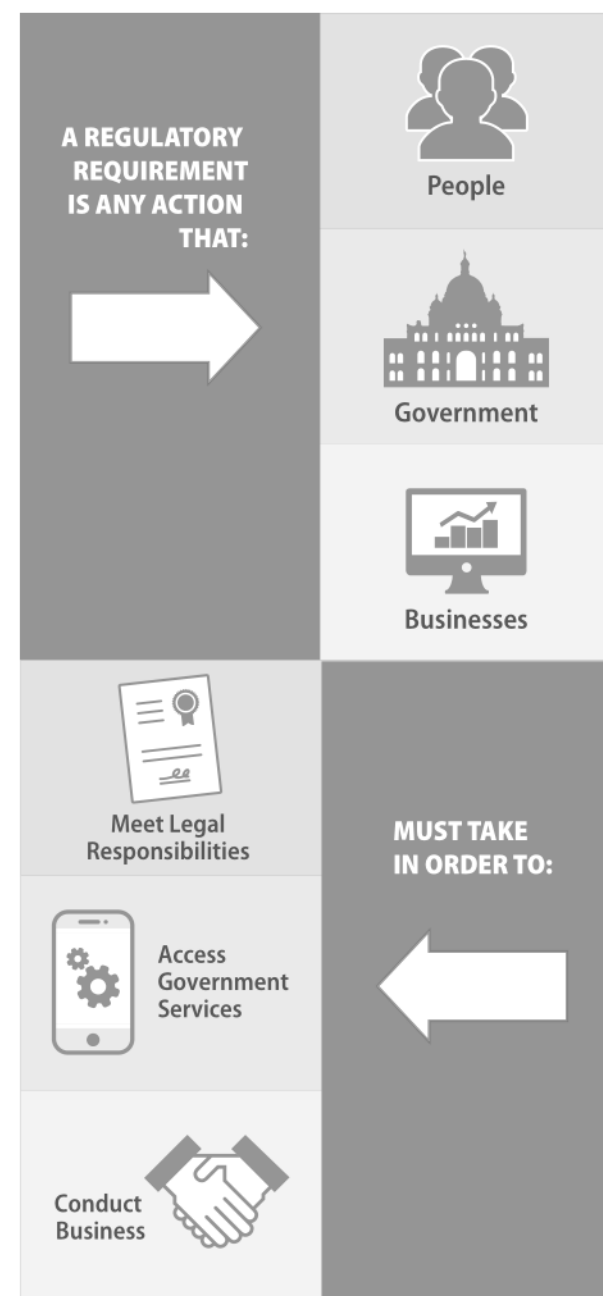 A REGULATORY
REQUIREMENT
IS ANY ACTION
THAT:
People
Government
Businesses
MUST TAKE
IN ORDER TO:
Meet Legal
Responsibilities
Access
Government
Services
Conduct
Business